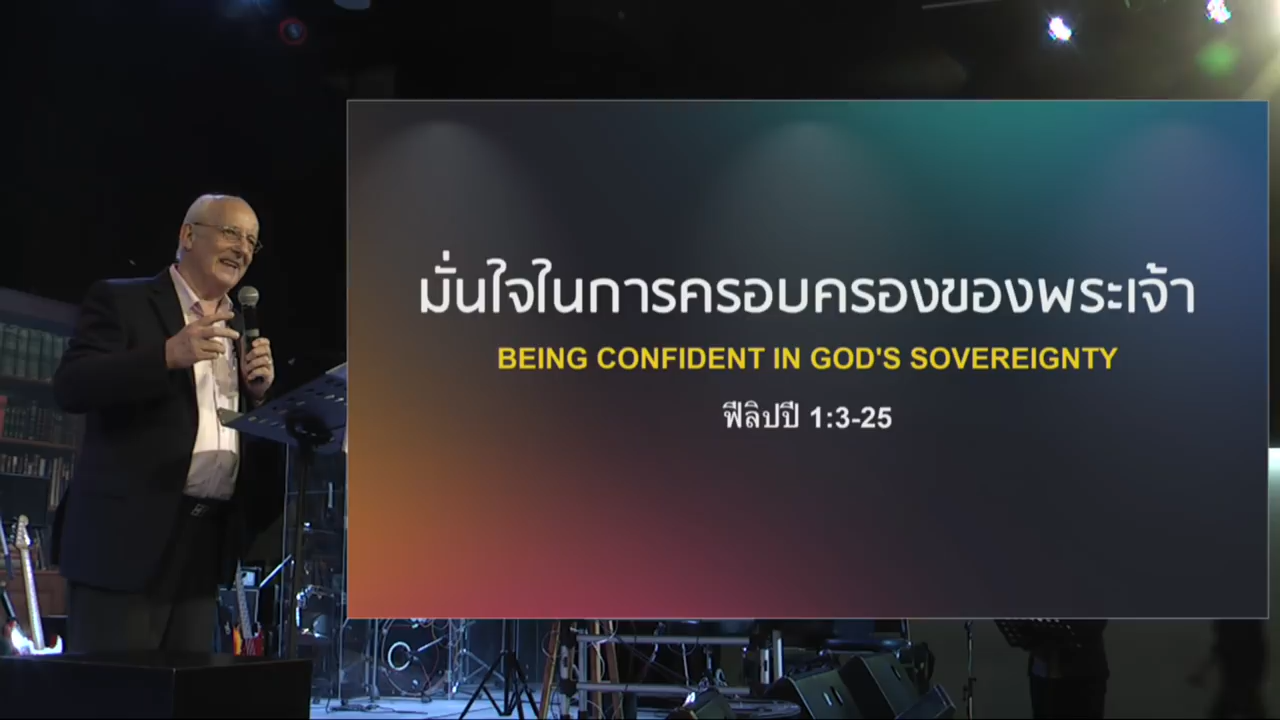 มั่นใจในการครอบครองของพระเจ้า
BEING CONFIDENT IN GOD'S SOVEREIGNTY
ฟีลิปปี 1:3-25